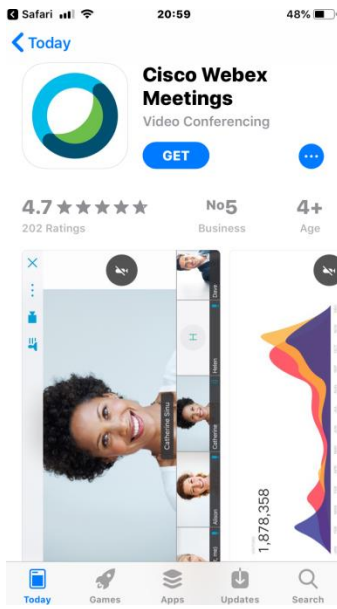 Safari 20:59 48%
Today
Cisco Webex
Meetings
Video Conferencing
GET
4.7 No5 4+
202 Ratings Business Age
Dave
H
Helen
Catherine Sinu
Catherine
Alison
1,878,358
Today Games Apps Updates Search